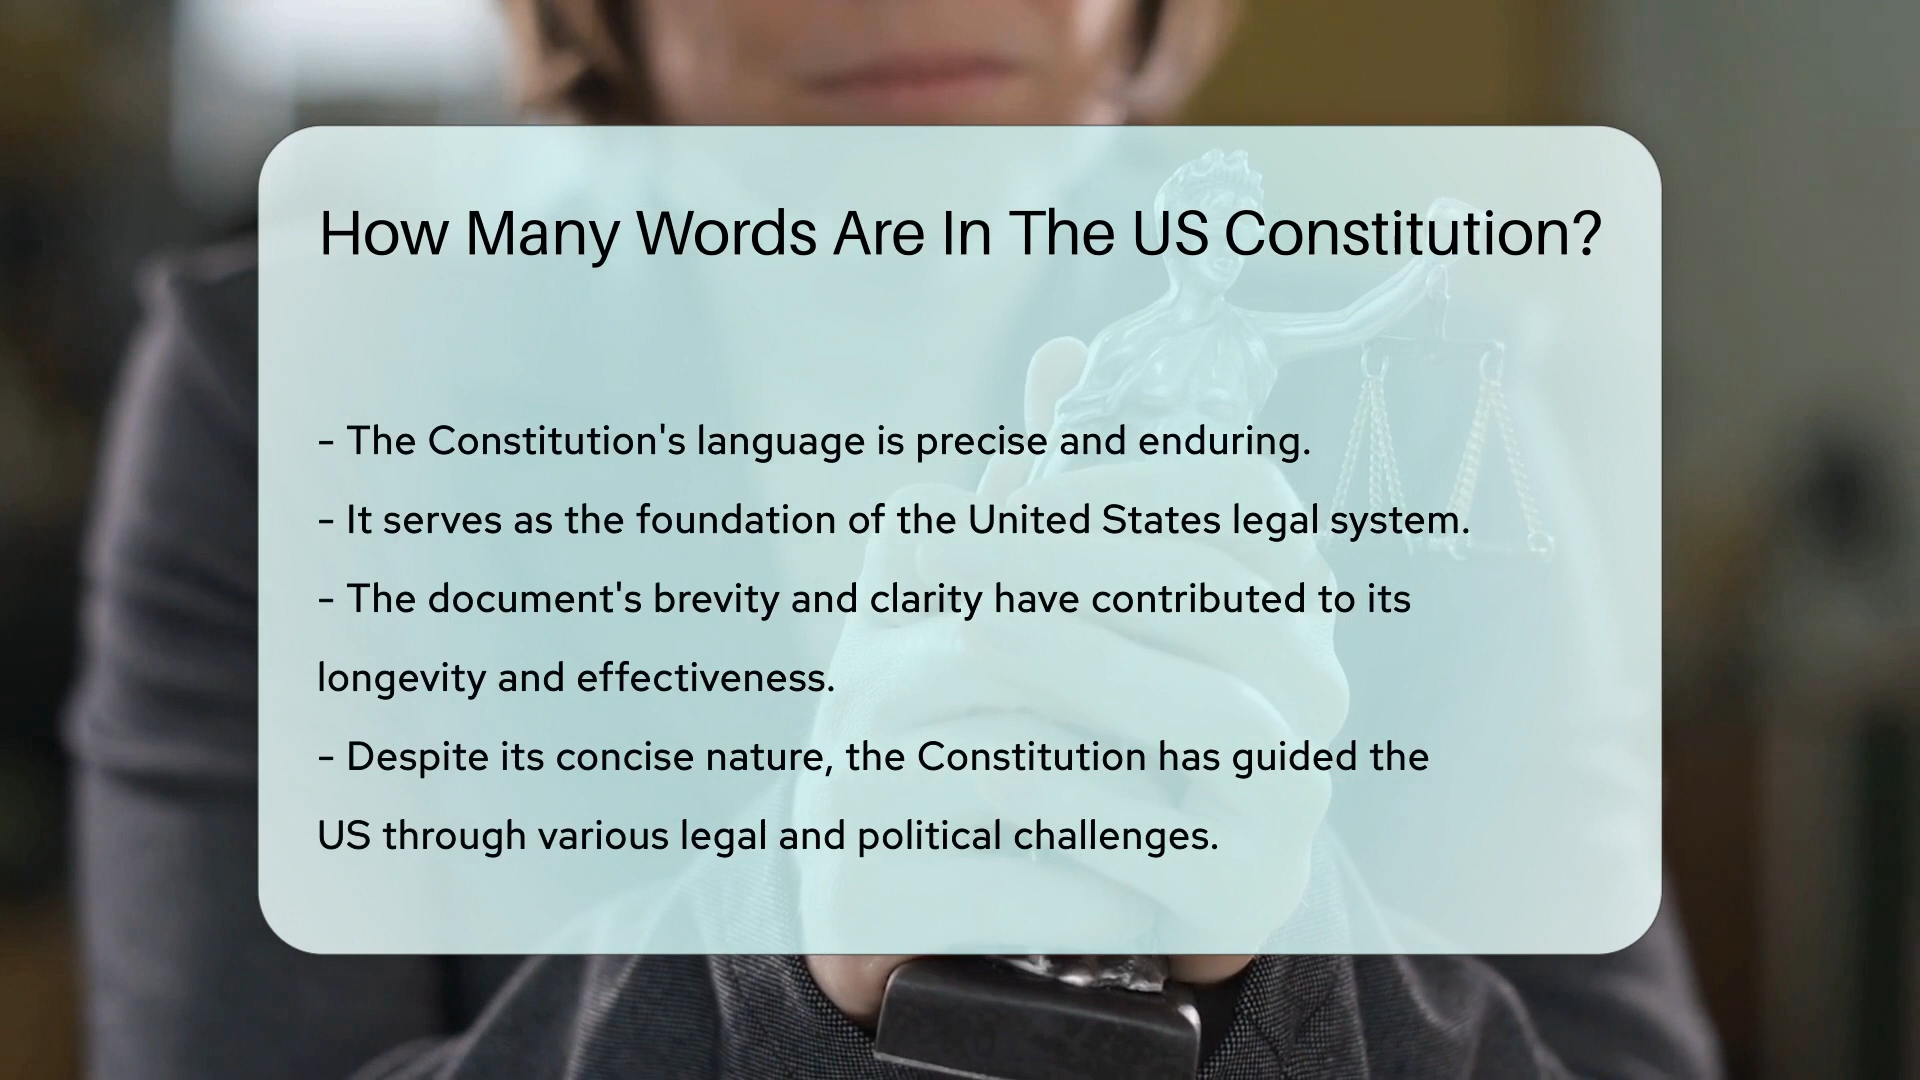 How Many Words Are In The US Constitution?
- The Constitution's language is precise and enduring.
- It serves as the foundation of the United States legal system.
- The document's brevity and clarity have contributed to its
longevity and effectiveness.
- Despite its concise nature, the Constitution has guided the
US through various legal and political challenges.